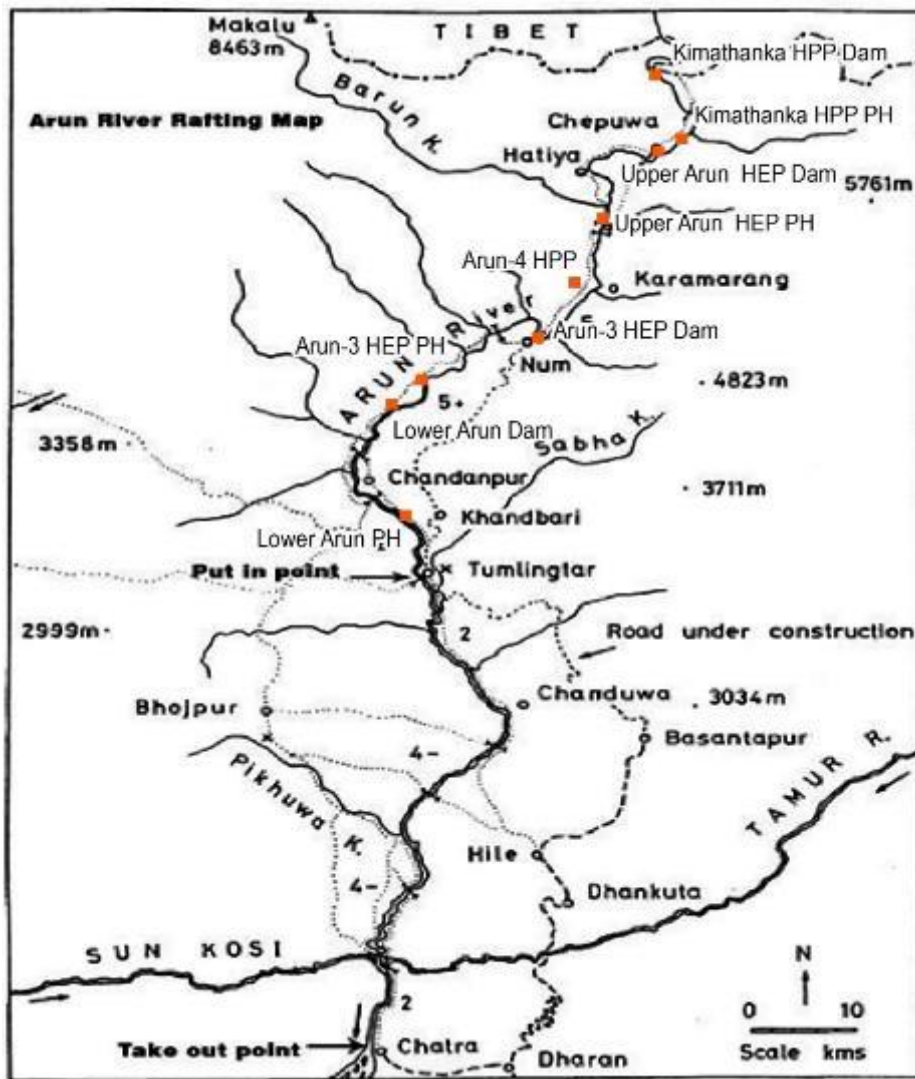 Makalu
8463m
TIBET
Kimathanka HPP Dam
Barun K.
Arun River Rafting Map
Chepuwa
Kimathanka HPP PH
Hatiya
Upper Arun HEP Dam
5761m
Upper Arun HEP PH
Arun-4 HPP
Karamarang
ARUN River
Arun-3 HEP PH
Arun-3 HEP Dam
Num
4823m
5+
3358m
Lower Arun Dam
Sabha K.
Chandanpur
3711m
Khandbari
Lower Arun PH
Put in point
Tumlingtar
2999m
2
Road under construction
Bhojpur
Chanduwa
3034m
4-
Basantapur
Pikhuwa K.
TAMUR R.
Hile
4-
Dhankuta
SUN KOSI
N
2
0 10
Scale kms
Take out point
Chatra
Dharan